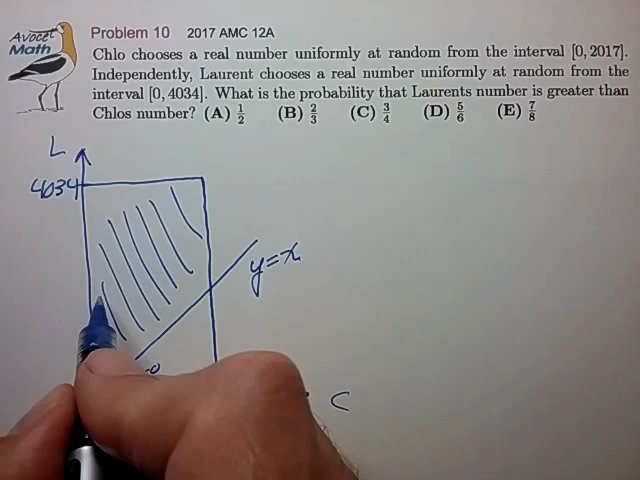 Avocet
Math
Problem 10 2017 AMC 12A
Chlo chooses a real number uniformly at random from the interval [0, 2017].
Independently, Laurent chooses a real number uniformly at random from the
interval [0, 4034]. What is the probability that Laurents number is greater than
Chlos number? (A) 1/2 (B) 2/3 (C) 3/4 (D) 5/6 (E) 7/8
L
4034
y=x
C